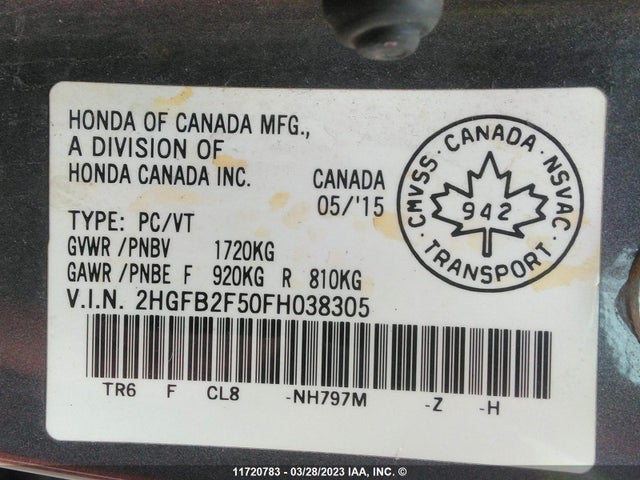 HONDA OF CANADA MFG.,
A DIVISION OF
HONDA CANADA INC.
CANADA
05/'15
TYPE: PC/VT
GVWR/PNBV 1720KG
GAWR/PNBE F 920KG R 810KG
V.I.N. 2HGFB2F50FH038305
TR6 F CL8 -NH797M -Z -H
CMVSS · CANADA · NSVAC
942
· TRANSPORT ·
11720783 - 03/28/2023 IAA, INC. ©